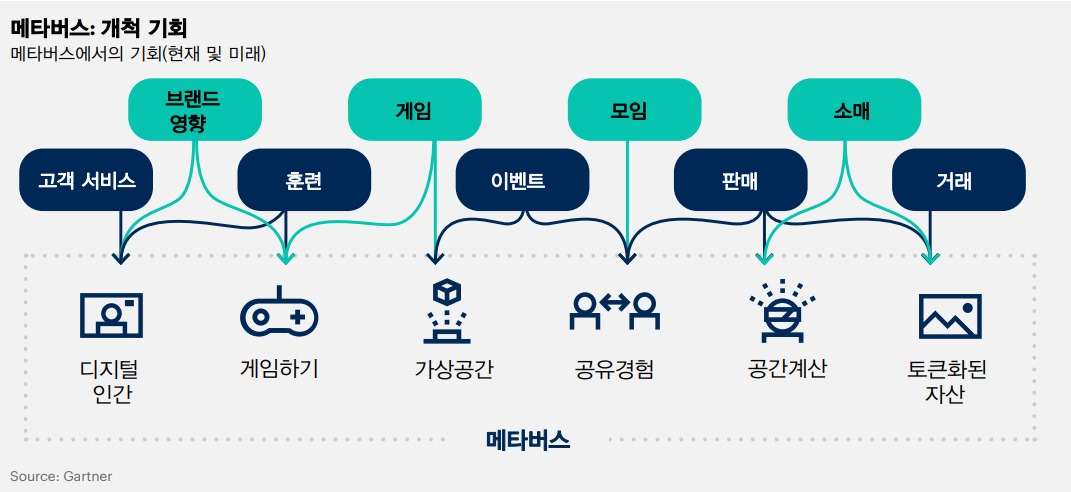 메타버스: 개척 기회
메타버스에서의 기회(현재 및 미래)
브랜드
영향
게임
모임
소매
고객 서비스
훈련
이벤트
판매
거래
디지털
인간
게임하기
가상공간
공유경험
공간계산
토큰화된
자산
메타버스
Source: Gartner